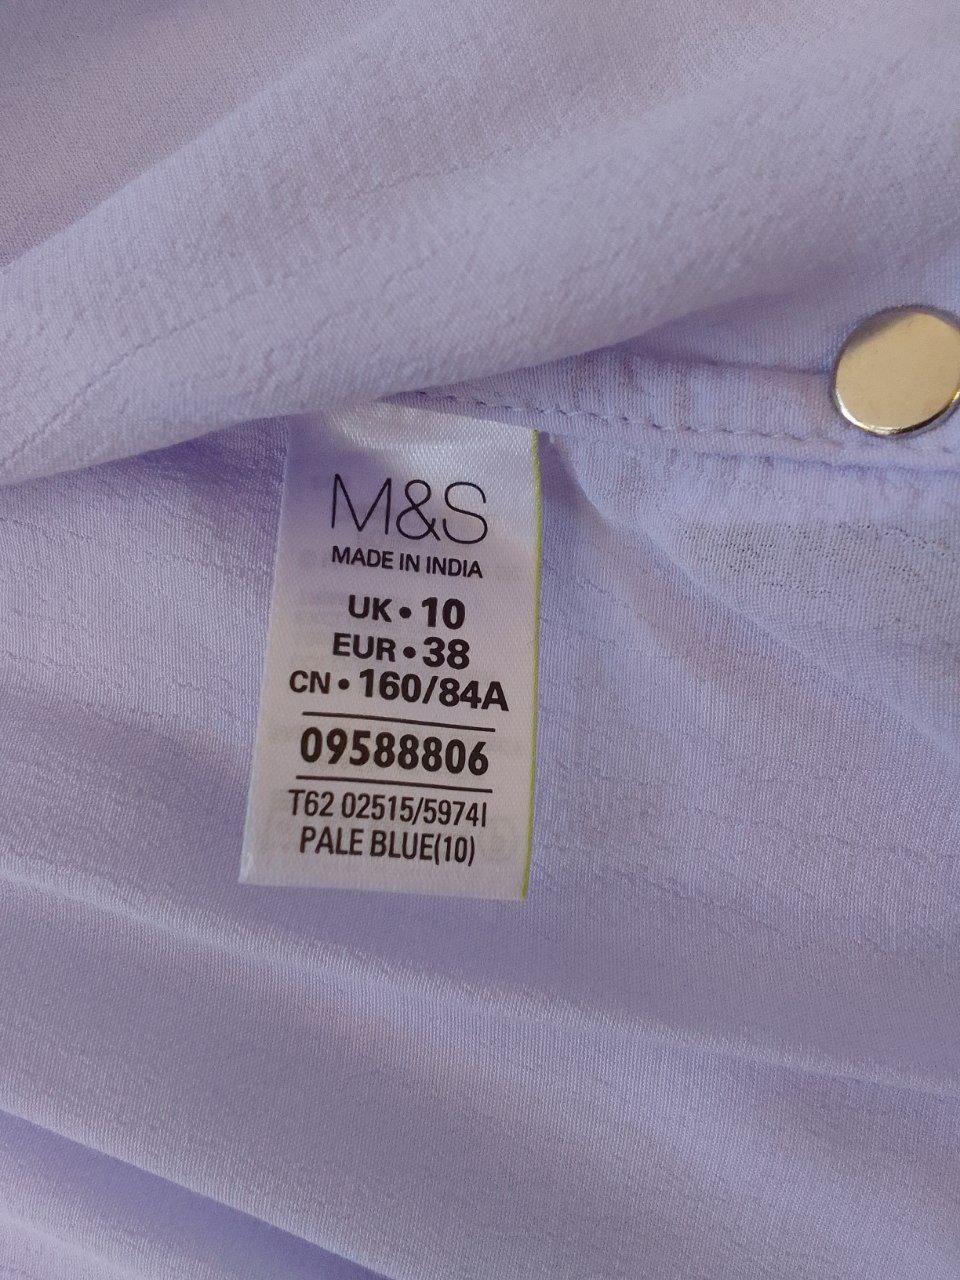 M&S
MADE IN INDIA
UK • 10
EUR • 38
CN • 160/84A
09588806
T62 02515/5974I
PALE BLUE(10)